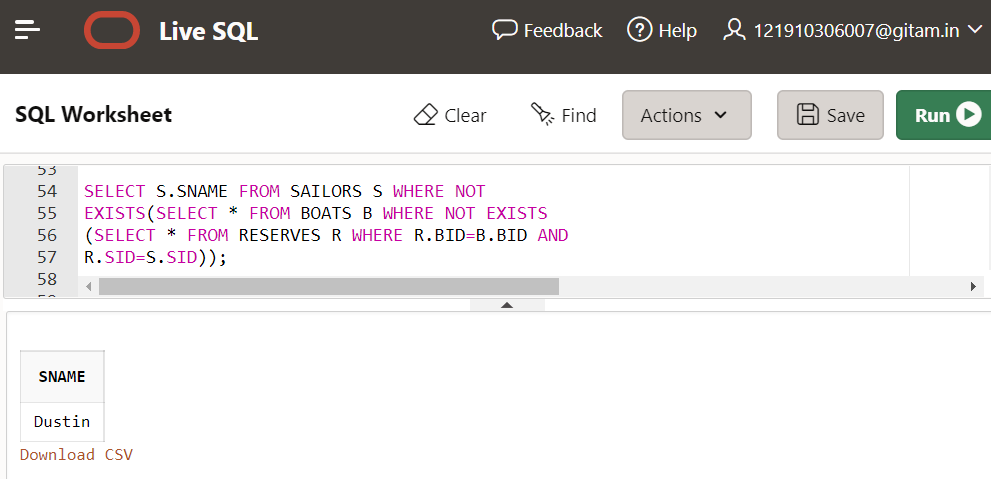 Live SQL
Feedback
Help
121910306007@gitam.in
SQL Worksheet
Clear
Find
Actions
Save
Run
53
54 SELECT S.SNAME FROM SAILORS S WHERE NOT
55 EXISTS(SELECT * FROM BOATS B WHERE NOT EXISTS
56 (SELECT * FROM RESERVES R WHERE R.BID=B.BID AND
57 R.SID=S.SID));
58
SNAME
Dustin
Download CSV